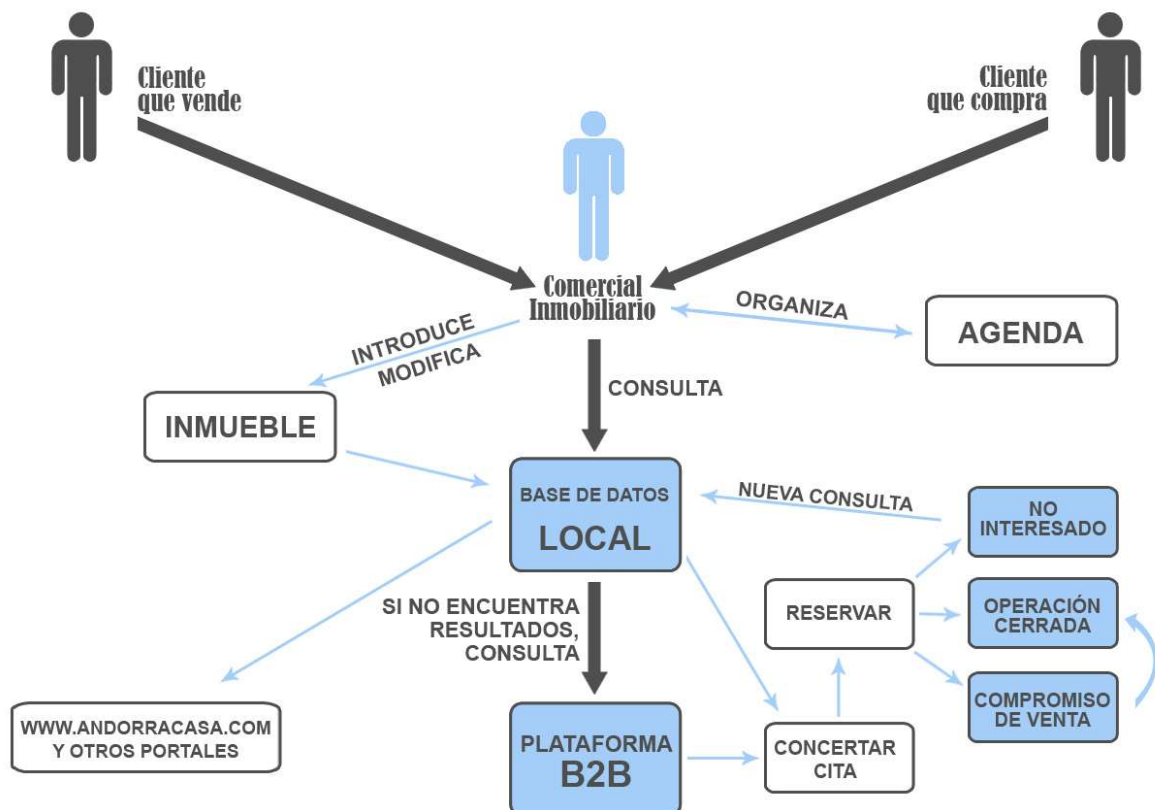 Cliente
que vende
Cliente
que compra
Comercial
Inmobiliario
ORGANIZA
AGENDA
INTRODUCE
MODIFICA
CONSULTA
INMUEBLE
BASE DE DATOS
LOCAL
NUEVA CONSULTA
NO
INTERESADO
RESERVAR
OPERACIÓN
CERRADA
SI NO ENCUENTRA
RESULTADOS,
CONSULTA
COMPROMISO
DE VENTA
WWW.ANDORRACASA.COM
Y OTROS PORTALES
PLATAFORMA
B2B
CONCERTAR
CITA